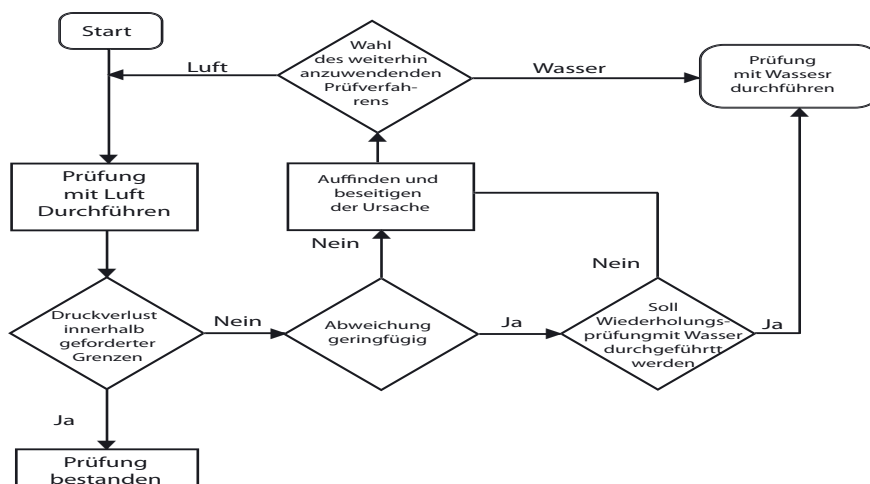 Start
Luft
Wahl
des weiterhin
anzuwendenden
Prüfverfah-
rens
Wasser
Prüfung
mit Wassesr
durchführen
Prüfung
mit Luft
Durchführen
Auffinden und
beseitigen
der Ursache
Nein
Nein
Druckverlust
innerhalb
geforderter
Grenzen
Nein
Abweichung
geringfügig
Ja
Soll
Wiederholungs-
prüfungmit Wasser
durchgeführtt
werden
Ja
Ja
Prüfung
bestanden